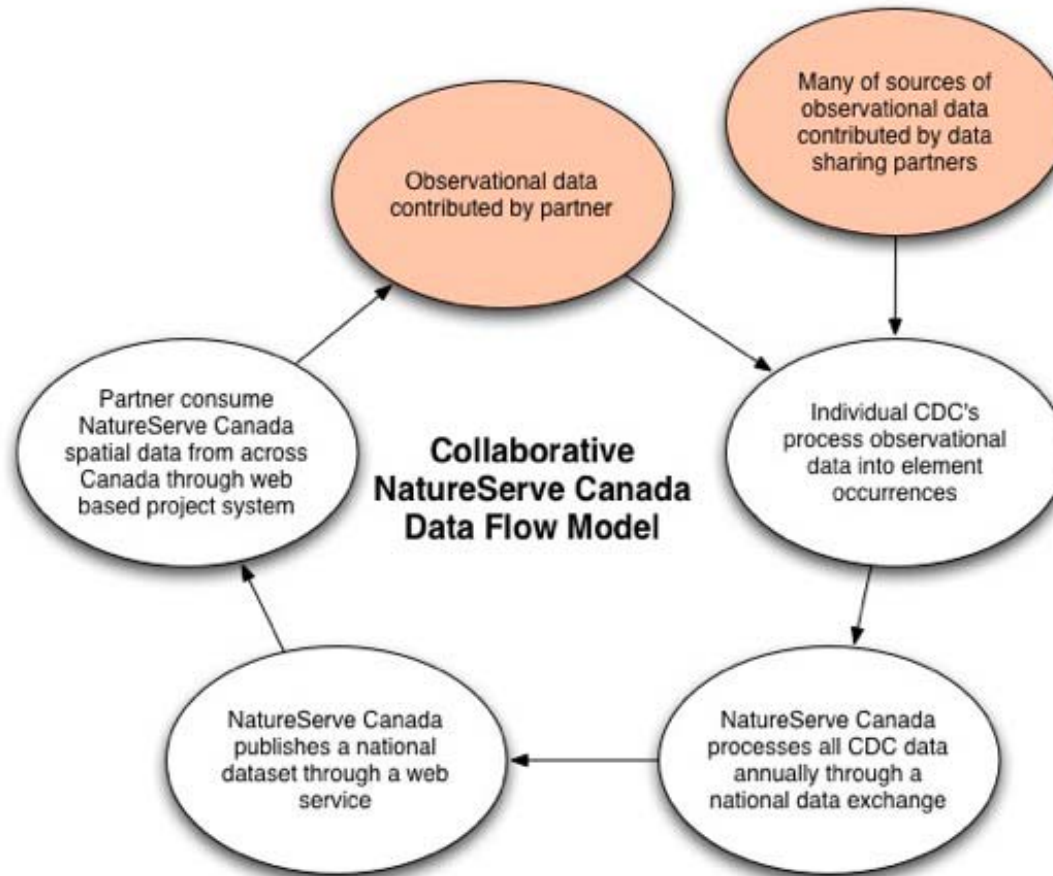 Many of sources of
observational data
contributed by data
sharing partners
Observational data
contributed by partner
Partner consume
NatureServe Canada
spatial data from across
Canada through web
based project system
Collaborative
NatureServe Canada
Data Flow Model
Individual CDC's
process observational
data into element
occurrences
NatureServe Canada
publishes a national
dataset through a web
service
NatureServe Canada
processes all CDC data
annually through a
national data exchange